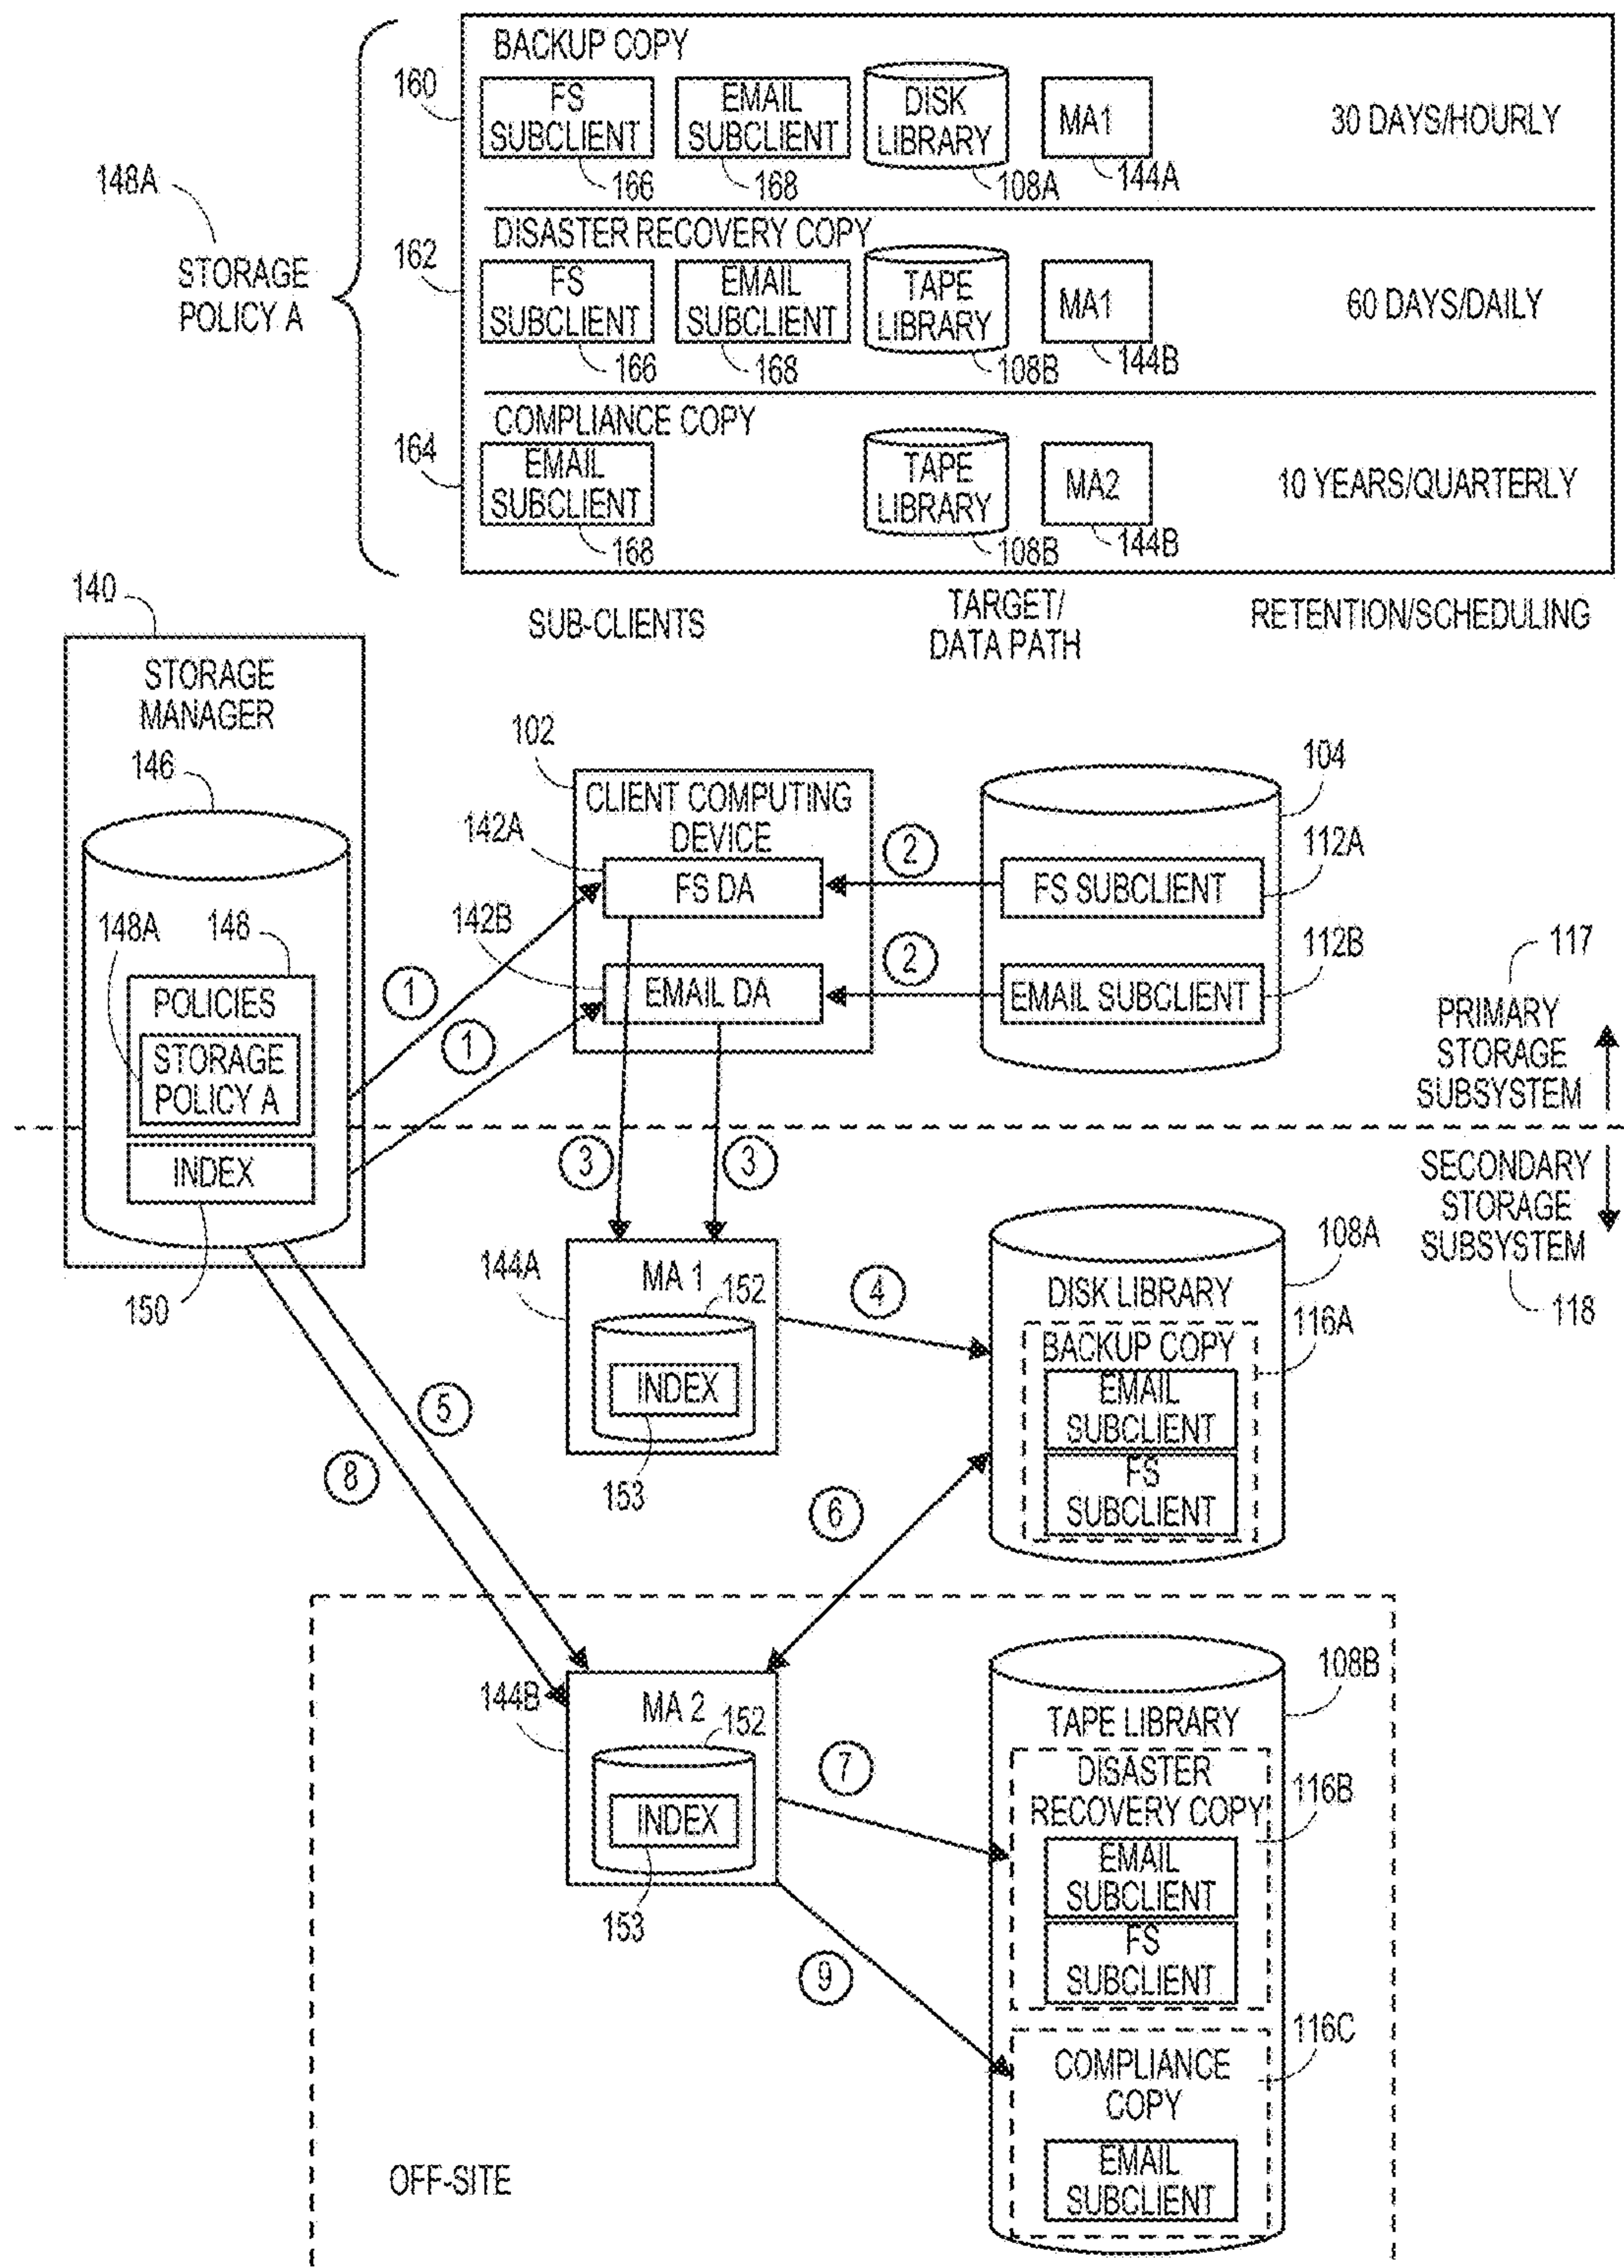 BACKUP COPY
160
FS
SUBCLIENT
166
EMAIL
SUBCLIENT
168
DISK
LIBRARY
108A
MA1
144A
30 DAYS/HOURLY
148A
STORAGE
POLICY A
DISASTER RECOVERY COPY
162
FS
SUBCLIENT
166
EMAIL
SUBCLIENT
168
TAPE
LIBRARY
108B
MA1
144B
60 DAYS/DAILY
COMPLIANCE COPY
164
EMAIL
SUBCLIENT
168
TAPE
LIBRARY
108B
MA2
144B
10 YEARS/QUARTERLY
SUB-CLIENTS
TARGET/
DATA PATH
RETENTION/SCHEDULING
140
STORAGE
MANAGER
146
148A
148
POLICIES
STORAGE
POLICY A
INDEX
150
102
CLIENT COMPUTING
DEVICE
142A
FS DA
142B
EMAIL DA
1
1
2
2
104
FS SUBCLIENT
112A
EMAIL SUBCLIENT
112B
117
PRIMARY
STORAGE
SUBSYSTEM
SECONDARY
STORAGE
SUBSYSTEM
118
3
3
144A
MA 1
152
INDEX
153
4
108A
DISK LIBRARY
116A
BACKUP COPY
EMAIL
SUBCLIENT
FS
SUBCLIENT
5
8
6
144B
MA 2
152
INDEX
153
7
9
108B
TAPE LIBRARY
DISASTER
RECOVERY COPY
116B
EMAIL
SUBCLIENT
FS
SUBCLIENT
116C
COMPLIANCE
COPY
EMAIL
SUBCLIENT
OFF-SITE